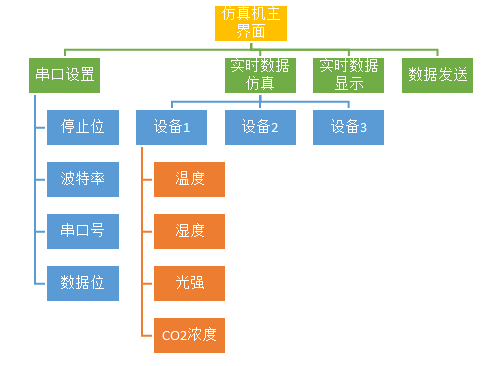 仿真机主
界面
串口设置
实时数据
仿真
实时数据
显示
数据发送
停止位
设备1
设备2
设备3
波特率
温度
串口号
湿度
数据位
光强
CO2浓度